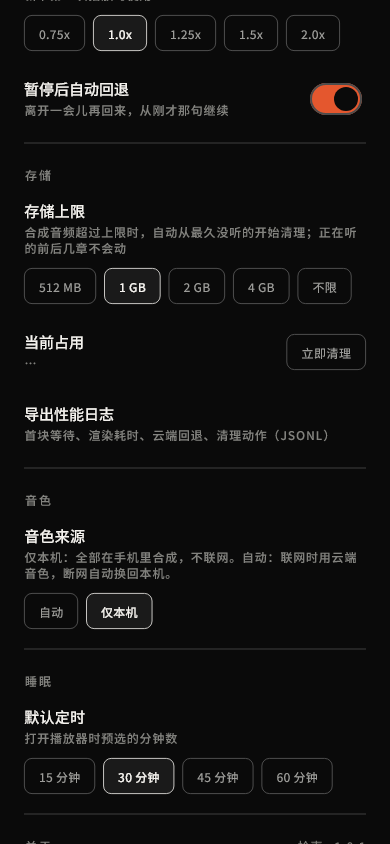 0.75x 1.0x 1.25x 1.5x 2.0x
暂停后自动回退
离开一会儿再回来，从刚才那句继续
存储
存储上限
合成音频超过上限时，自动从最久没听的开始清理；正在听
的前后几章不会动
512 MB 1 GB 2 GB 4 GB 不限
当前占用
...
立即清理
导出性能日志
首块等待、渲染耗时、云端回退、清理动作（JSONL）
音色
音色来源
仅本机：全部在手机里合成，不联网。自动：联网时用云端
音色，断网自动换回本机。
自动 仅本机
睡眠
默认定时
打开播放器时预选的分钟数
15 分钟 30 分钟 45 分钟 60 分钟